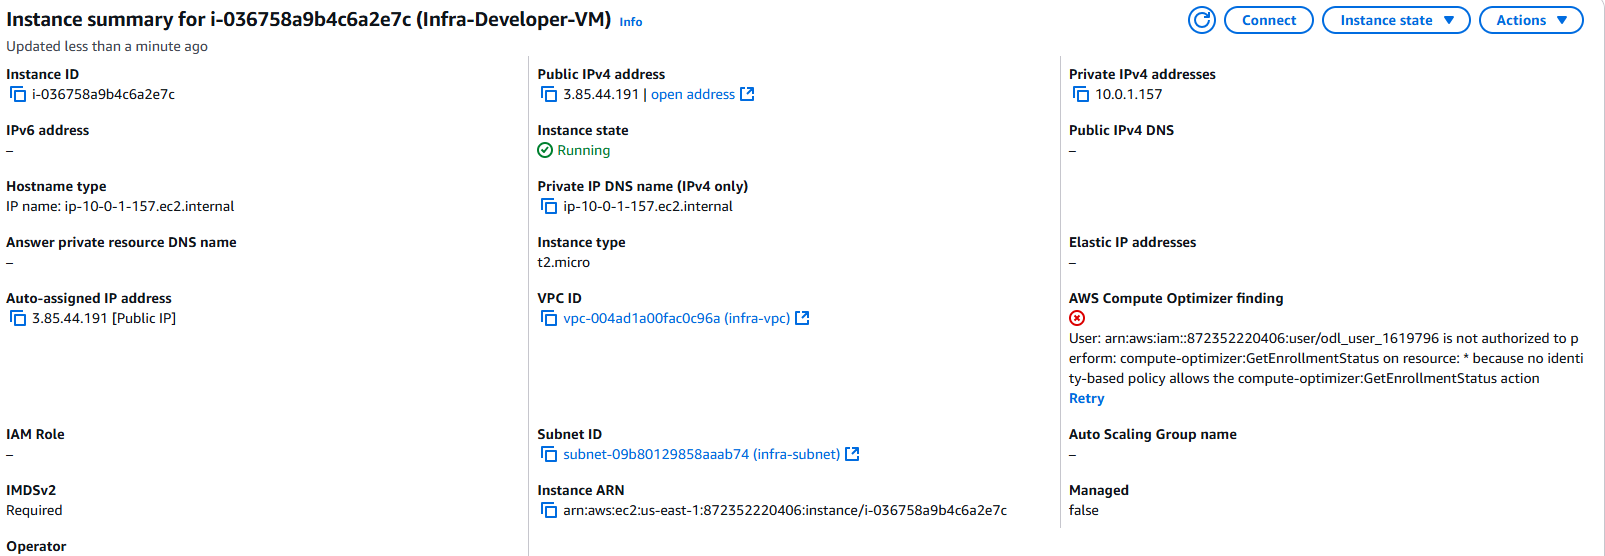 Instance summary for i-036758a9b4c6a2e7c (Infra-Developer-VM) Info
Connect
Instance state
Actions
Updated less than a minute ago
Instance ID
i-036758a9b4c6a2e7c
Public IPv4 address
3.85.44.191 | open address
Private IPv4 addresses
10.0.1.157
IPv6 address
–
Instance state
Running
Public IPv4 DNS
–
Hostname type
IP name: ip-10-0-1-157.ec2.internal
Private IP DNS name (IPv4 only)
ip-10-0-1-157.ec2.internal
Answer private resource DNS name
–
Instance type
t2.micro
Elastic IP addresses
–
Auto-assigned IP address
3.85.44.191 [Public IP]
VPC ID
vpc-004ad1a00fac0c96a (infra-vpc)
AWS Compute Optimizer finding
User: arn:aws:iam::872352220406:user/odl_user_1619796 is not authorized to p
erform: compute-optimizer:GetEnrollmentStatus on resource: * because no identi
ty-based policy allows the compute-optimizer:GetEnrollmentStatus action
Retry
IAM Role
–
Subnet ID
subnet-09b80129858aaab74 (infra-subnet)
Auto Scaling Group name
–
IMDSv2
Required
Instance ARN
arn:aws:ec2:us-east-1:872352220406:instance/i-036758a9b4c6a2e7c
Managed
false
Operator